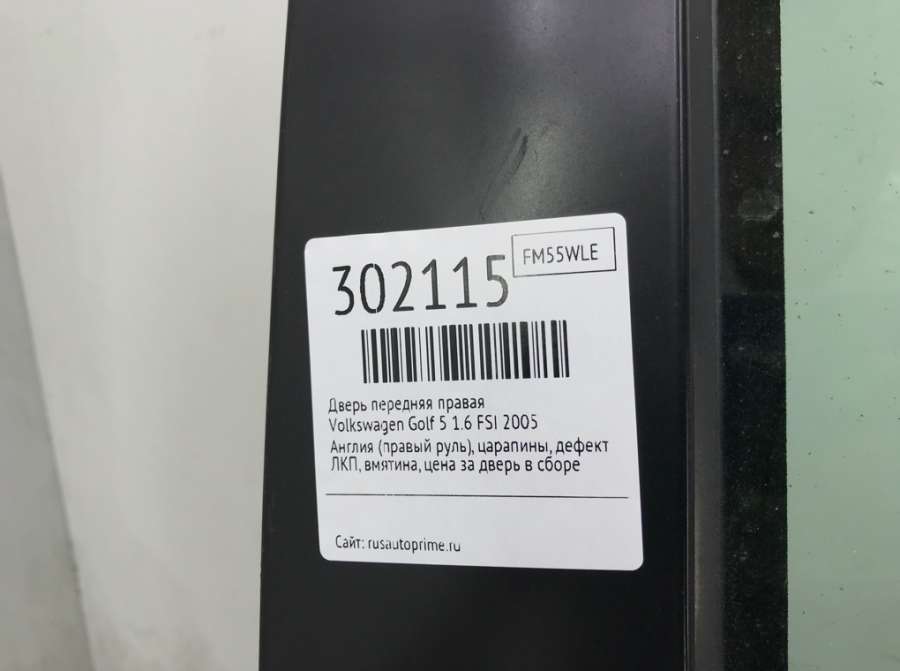 302115
FM55WLE
Дверь передняя правая
Volkswagen Golf 5 1.6 FSI 2005
Англия (правый руль), царапины, дефект
ЛКП, вмятина, цена за дверь в сборе
Сайт: rusautoprime.ru